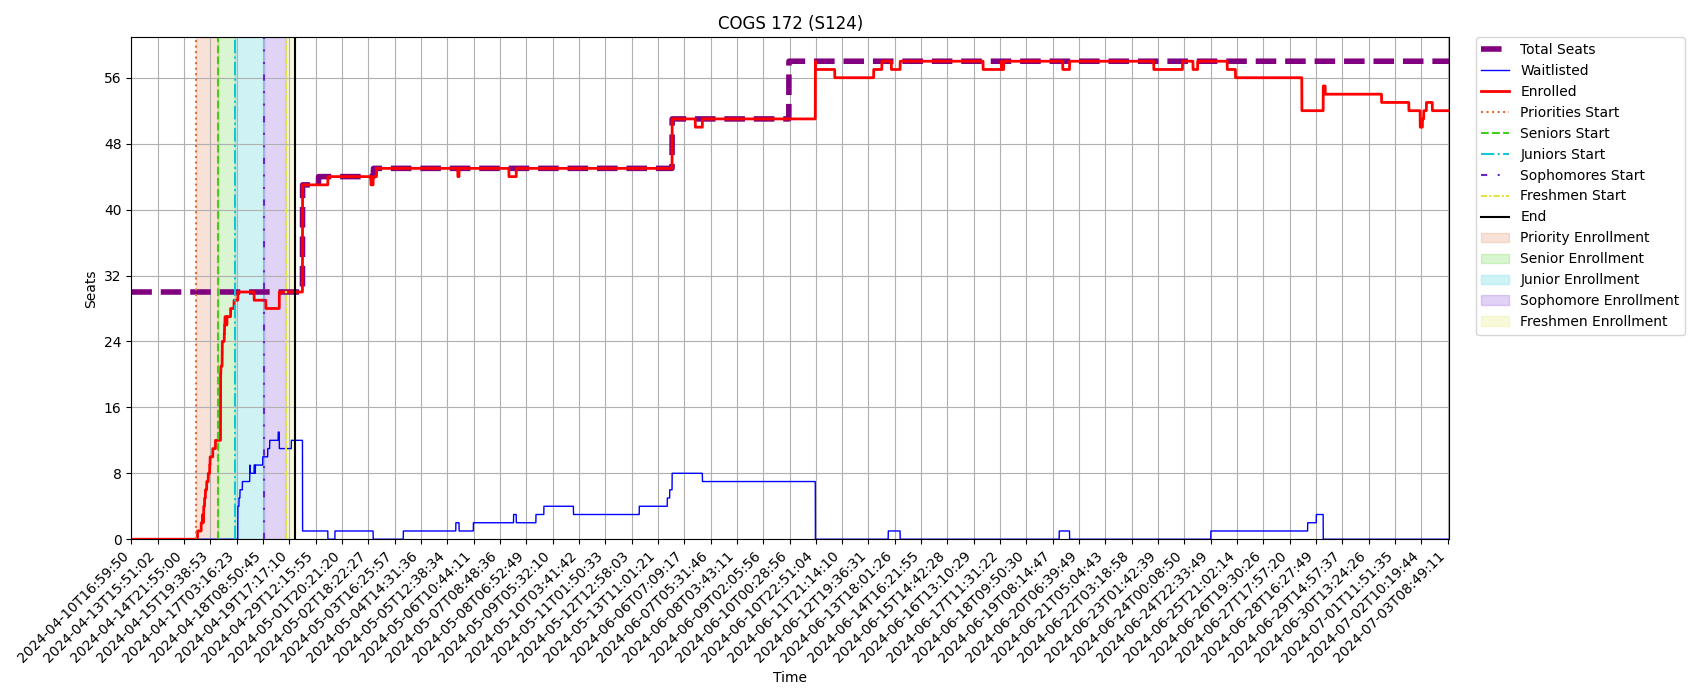 COGS 172 (S124)
Seats
56
48
40
32
24
16
8
0
2024-04-10T16:59:50
2024-04-13T15:51:02
2024-04-14T21:55:00
2024-04-15T19:38:53
2024-04-17T03:16:23
2024-04-18T08:50:45
2024-04-19T17:17:10
2024-04-29T12:15:55
2024-05-01T20:21:20
2024-05-02T18:22:27
2024-05-03T16:25:57
2024-05-04T14:31:36
2024-05-05T12:38:34
2024-05-06T10:44:11
2024-05-07T08:48:36
2024-05-08T06:52:49
2024-05-09T05:32:10
2024-05-10T03:41:42
2024-05-11T01:50:33
2024-05-12T12:58:03
2024-05-13T11:01:21
2024-06-06T07:09:17
2024-06-07T05:31:46
2024-06-08T03:43:11
2024-06-09T02:05:56
2024-06-10T00:28:56
2024-06-10T22:51:04
2024-06-11T21:14:10
2024-06-12T19:36:31
2024-06-13T18:01:26
2024-06-14T16:21:55
2024-06-15T14:42:28
2024-06-16T13:10:29
2024-06-17T11:31:22
2024-06-18T09:50:30
2024-06-19T08:14:47
2024-06-20T06:39:49
2024-06-21T05:04:43
2024-06-22T03:18:58
2024-06-23T01:42:39
2024-06-24T00:08:50
2024-06-24T22:33:49
2024-06-25T21:02:14
2024-06-26T19:30:26
2024-06-27T17:57:20
2024-06-28T16:27:49
2024-06-29T14:57:37
2024-06-30T13:24:26
2024-07-01T11:51:35
2024-07-02T10:19:44
2024-07-03T08:49:11
Time
Total Seats
Waitlisted
Enrolled
Priorities Start
Seniors Start
Juniors Start
Sophomores Start
Freshmen Start
End
Priority Enrollment
Senior Enrollment
Junior Enrollment
Sophomore Enrollment
Freshmen Enrollment